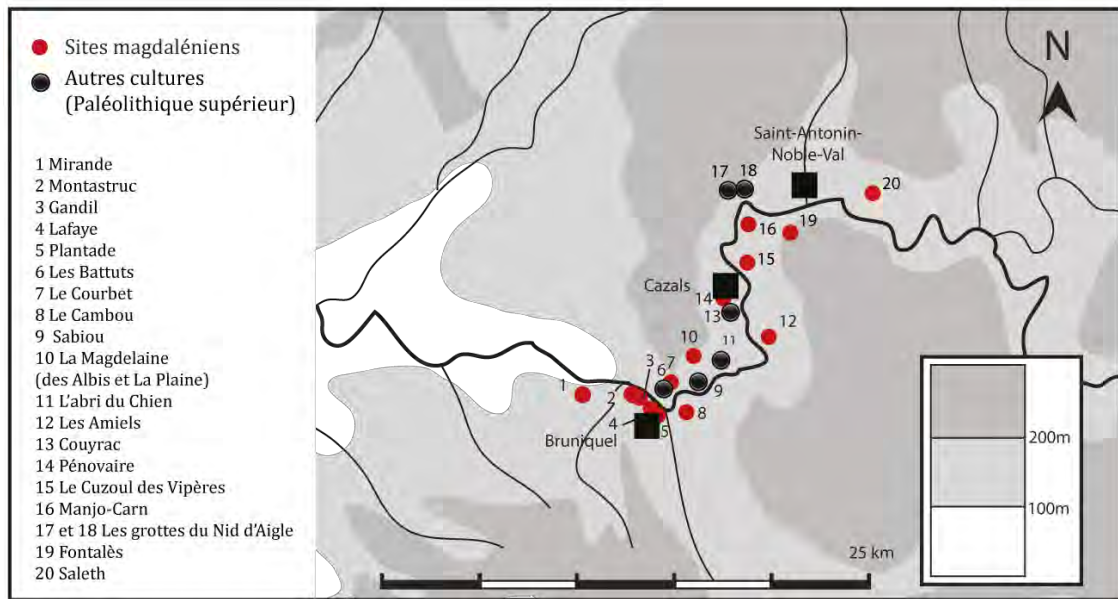 Sites magdaléniens
Autres cultures
(Paléolithique supérieur)
1 Mirande
2 Montastruc
3 Gandil
4 Lafaye
5 Plantade
6 Les Battuts
7 Le Courbet
8 Le Cambou
9 Sabiou
10 La Magdelaine
(des Albis et La Plaine)
11 L'abri du Chien
12 Les Amiels
13 Couyrac
14 Pénovaire
15 Le Cuzoul des Vipères
16 Manjo-Carn
17 et 18 Les grottes du Nid d'Aigle
19 Fontalès
20 Saleth
N
Saint-Antonin-
Noble-Val
17 18
20
16
19
15
Cazals
14
13
12
11
10
3 7
6
1
2
9
8
4
5
Bruniquel
25 km
200m
100m